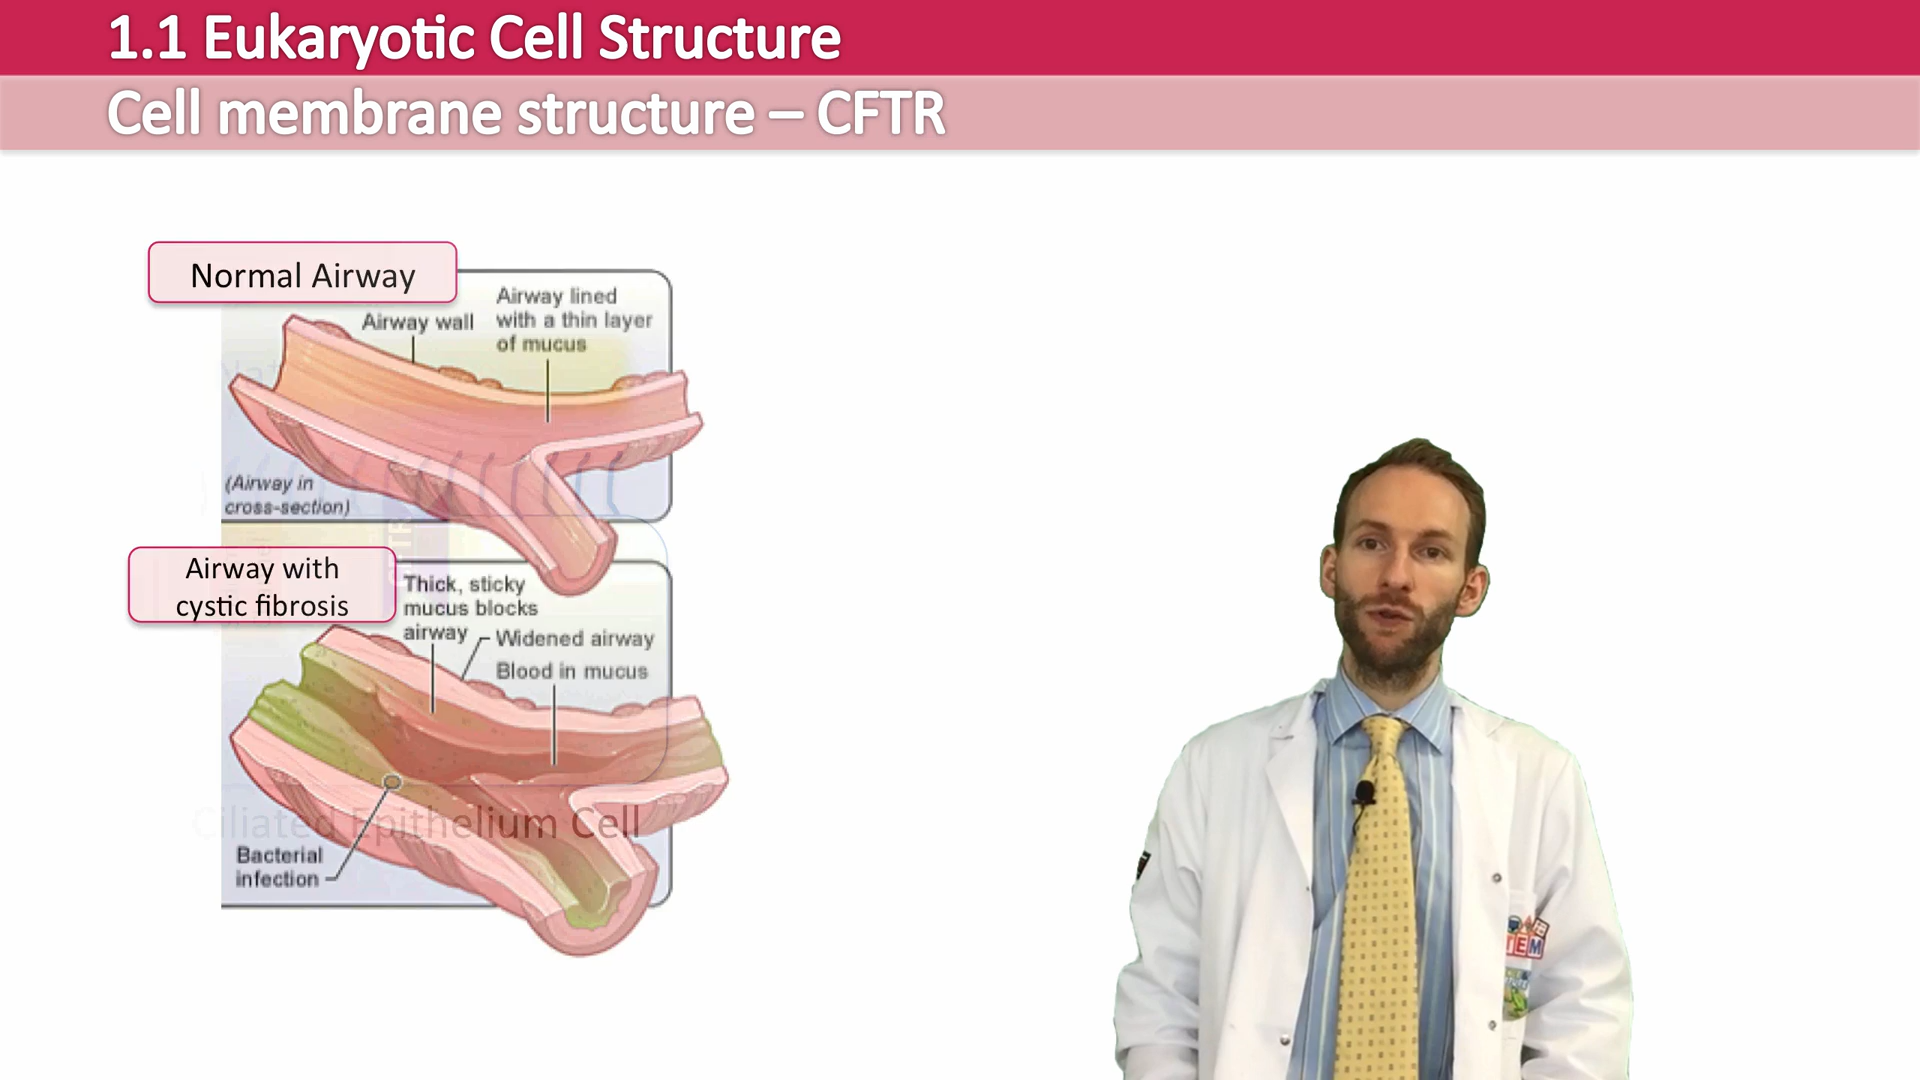 1.1 Eukaryotic Cell Structure
Cell membrane structure – CFTR
Normal Airway
Airway wall
Airway lined
with a thin layer
of mucus
(Airway in
cross-section)
Airway with
cystic fibrosis
Thick, sticky
mucus blocks
airway
Widened airway
Blood in mucus
Ciliated Epithelium Cell
Bacterial
infection